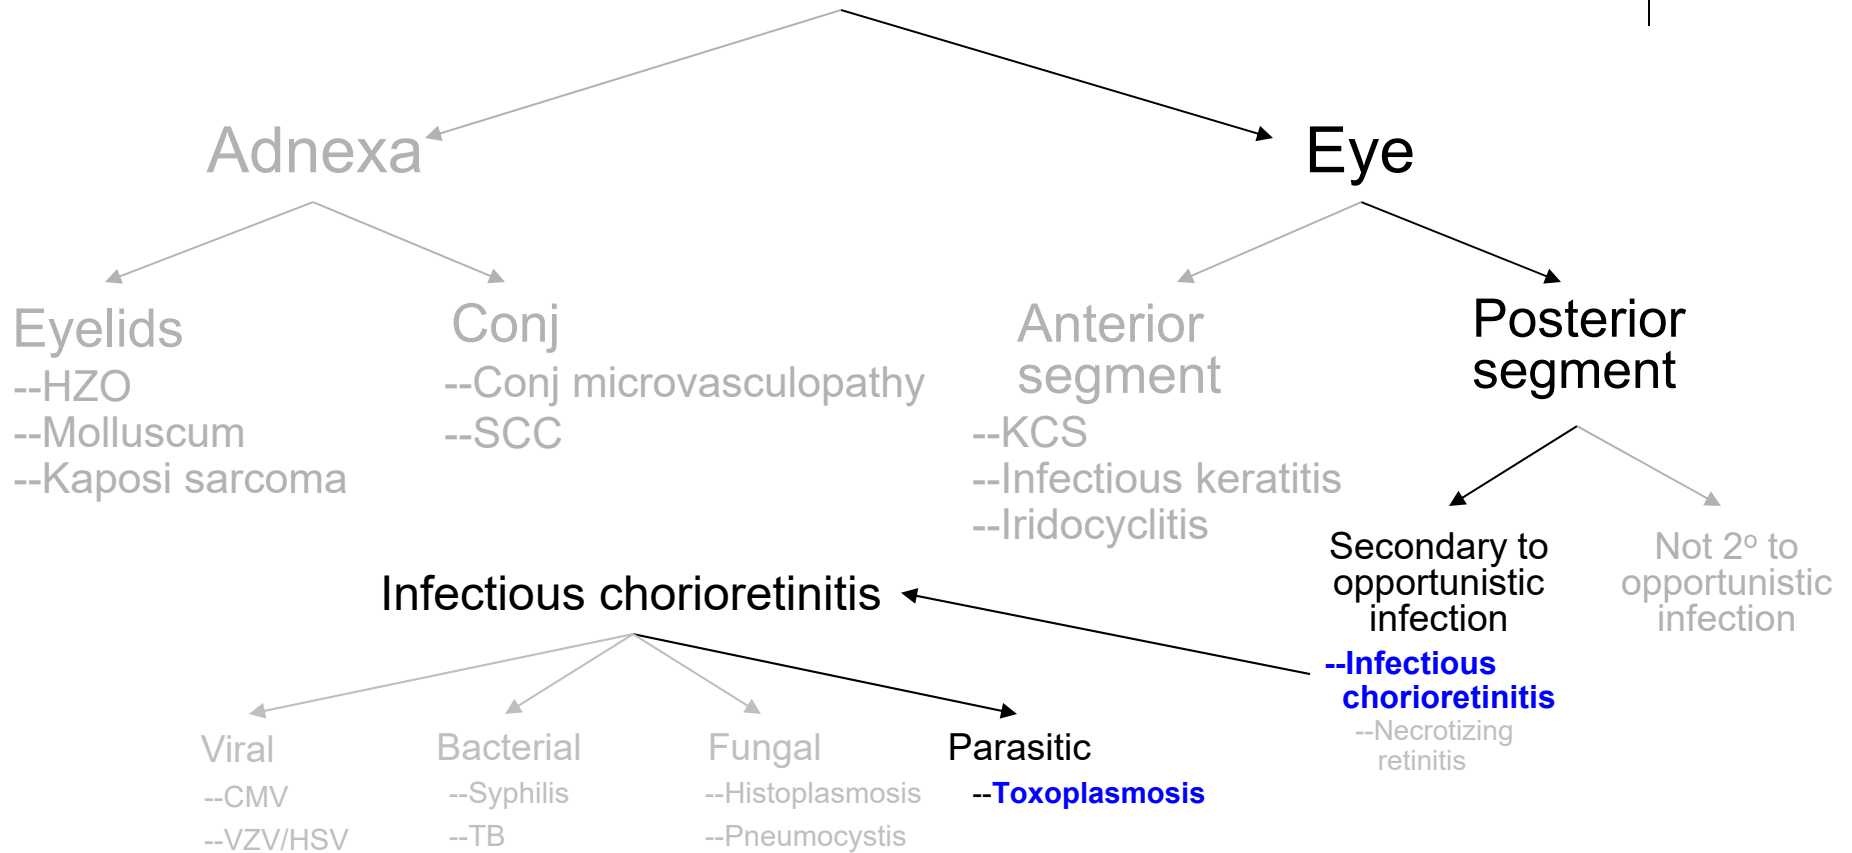 Adnexa
Eye
Eyelids
--HZO
--Molluscum
--Kaposi sarcoma
Conj
--Conj microvasculopathy
--SCC
Anterior
segment
--KCS
--Infectious keratitis
--Iridocyclitis
Posterior
segment
Secondary to
opportunistic
infection
--Infectious
chorioretinitis
--Necrotizing
retinitis
Not 2º to
opportunistic
infection
Infectious chorioretinitis
Viral
--CMV
--VZV/HSV
Bacterial
--Syphilis
--TB
Fungal
--Histoplasmosis
--Pneumocystis
Parasitic
--Toxoplasmosis